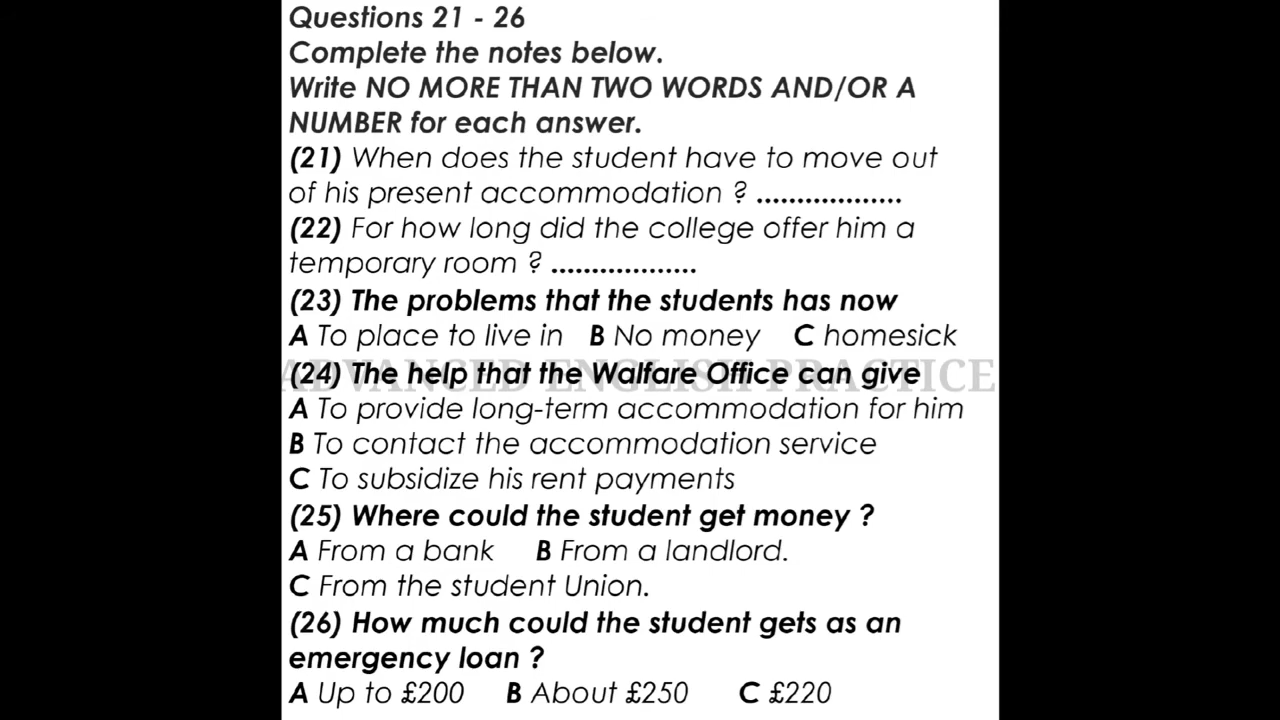 Questions 21 - 26
Complete the notes below.
Write NO MORE THAN TWO WORDS AND/OR A
NUMBER for each answer.
(21) When does the student have to move out
of his present accommodation ? ..................
(22) For how long did the college offer him a
temporary room ? ..................
(23) The problems that the students has now
A To place to live in B No money C homesick
ADVANCED ENGLISH PRACTICE
(24) The help that the Welfare Office can give
A To provide long-term accommodation for him
B To contact the accommodation service
C To subsidize his rent payments
(25) Where could the student get money ?
A From a bank B From a landlord.
C From the student Union.
(26) How much could the student gets as an
emergency loan ?
A Up to £200 B About £250 C £220